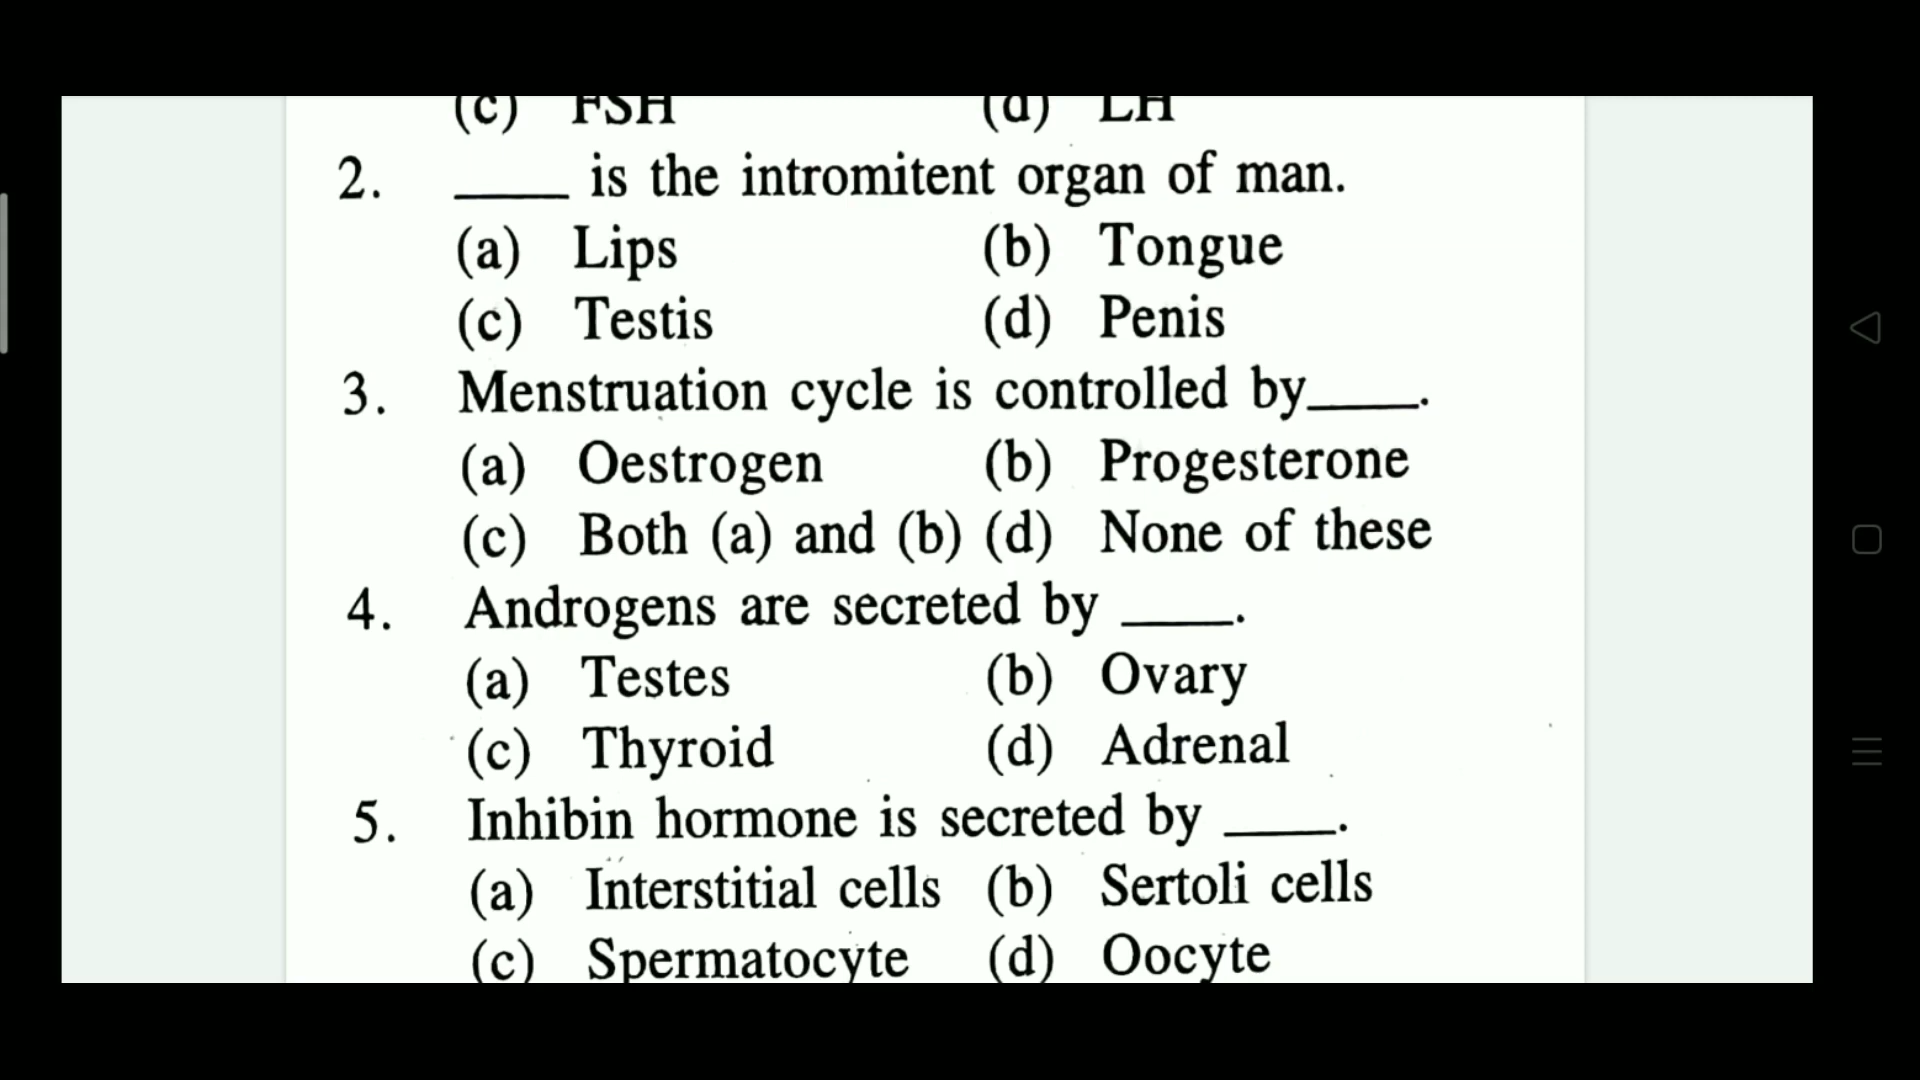 (c) FSH (d) LH
2. ____ is the intromitent organ of man.
(a) Lips (b) Tongue
(c) Testis (d) Penis
3. Menstruation cycle is controlled by____.
(a) Oestrogen (b) Progesterone
(c) Both (a) and (b) (d) None of these
4. Androgens are secreted by ____.
(a) Testes (b) Ovary
(c) Thyroid (d) Adrenal
5. Inhibin hormone is secreted by ____.
(a) Interstitial cells (b) Sertoli cells
(c) Spermatocyte (d) Oocyte